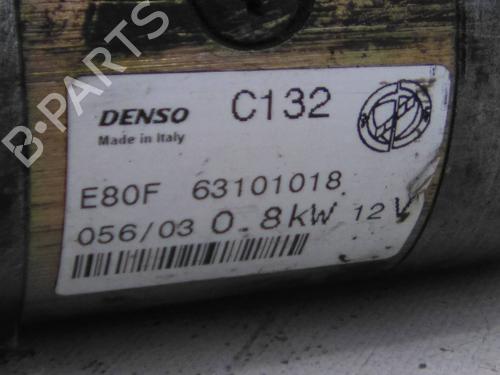 B-PARTS
DENSO C132
Made in Italy
E80F 63101018
056/03 0.8kW 12V